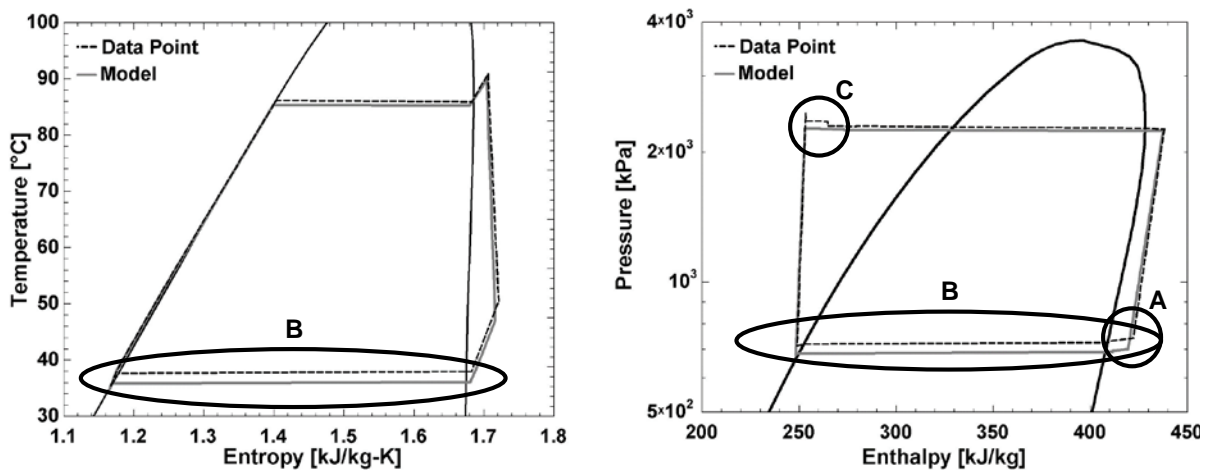 Temperature [°C]
100
90
80
70
60
50
40
30
Data Point
Model
B
1.1 1.2 1.3 1.4 1.5 1.6 1.7 1.8
Entropy [kJ/kg-K]
Pressure [kPa]
4×10³
2×10³
10³
5×10²
Data Point
Model
C
B
A
200 250 300 350 400 450
Enthalpy [kJ/kg]